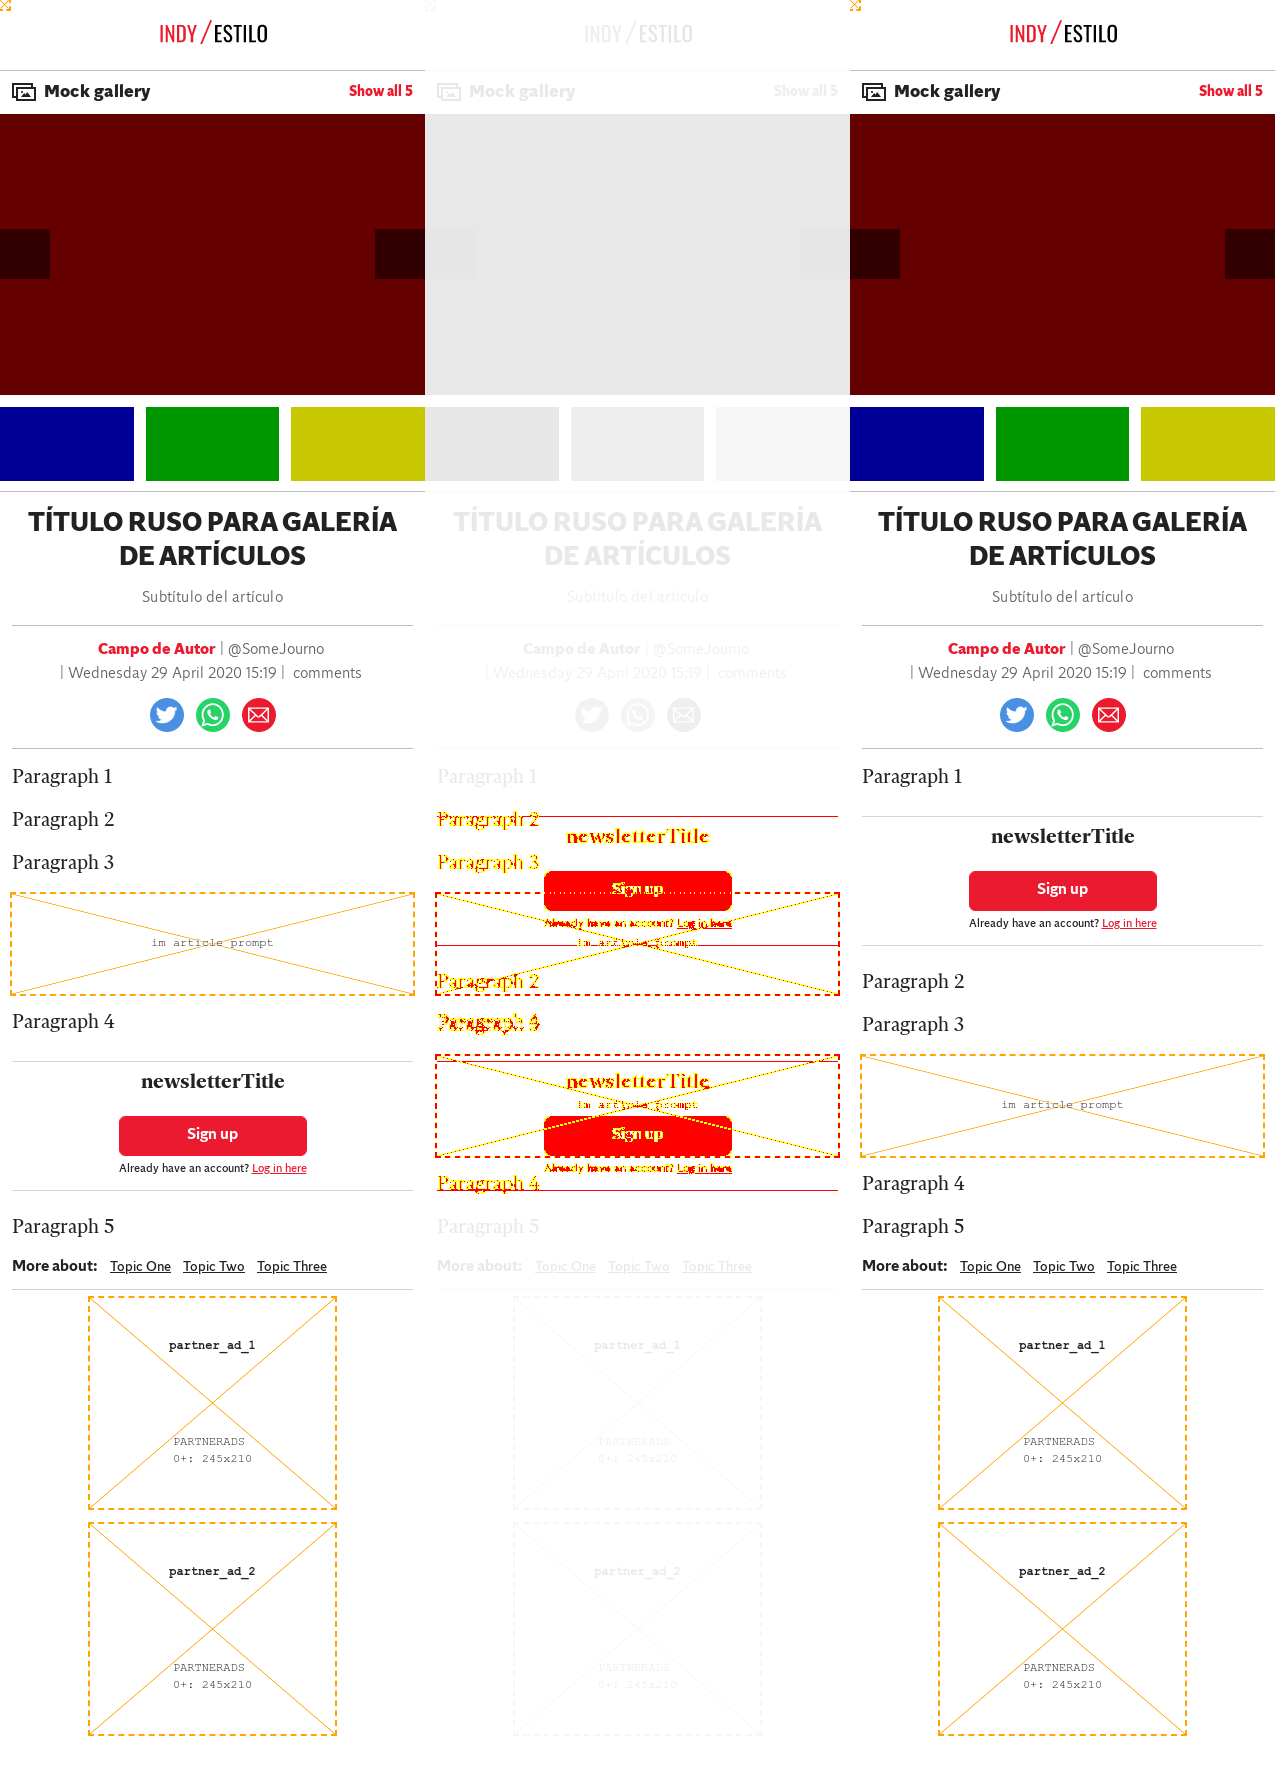 INDY/ESTILO
Mock gallery Show all 5
TÍTULO RUSO PARA GALERÍA
DE ARTÍCULOS
Subtítulo del artículo
Campo de Autor | @SomeJourno
| Wednesday 29 April 2020 15:19 | comments
Paragraph 1
Paragraph 2
Paragraph 3
im article prompt
Paragraph 4
newsletterTitle
Sign up
Already have an account? Log in here
Paragraph 5
More about: Topic One Topic Two Topic Three
partner_ad_1
PARTNERADS
0+: 245x210
partner_ad_2
PARTNERADS
0+: 245x210
INDY/ESTILO
Mock gallery Show all 5
TÍTULO RUSO PARA GALERÍA
DE ARTÍCULOS
Subtítulo del artículo
Campo de Autor | @SomeJourno
| Wednesday 29 April 2020 15:19 | comments
Paragraph 1
Paragraph 2
newsletterTitle
Paragraph 3
Sign up
Already have an account? Log in here
im article prompt
Paragraph 2
newsletterTitle
im article prompt
Sign up
Already have an account? Log in here
Paragraph 4
Paragraph 5
More about: Topic One Topic Two Topic Three
partner_ad_1
PARTNERADS
0+: 245x210
partner_ad_2
PARTNERADS
0+: 245x210
INDY/ESTILO
Mock gallery Show all 5
TÍTULO RUSO PARA GALERÍA
DE ARTÍCULOS
Subtítulo del artículo
Campo de Autor | @SomeJourno
| Wednesday 29 April 2020 15:19 | comments
Paragraph 1
newsletterTitle
Sign up
Already have an account? Log in here
Paragraph 2
Paragraph 3
im article prompt
Paragraph 4
Paragraph 5
More about: Topic One Topic Two Topic Three
partner_ad_1
PARTNERADS
0+: 245x210
partner_ad_2
PARTNERADS
0+: 245x210